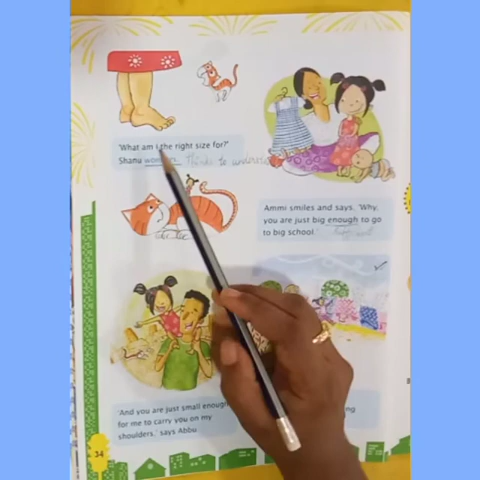 'What am i the right size for?'
Shanu wonders. thinks to
Ammi smiles and says, 'Why,
you are just big enough to go
to big school.
'And you are just small enough
for me to carry you on my
shoulders,' says Abbu
34